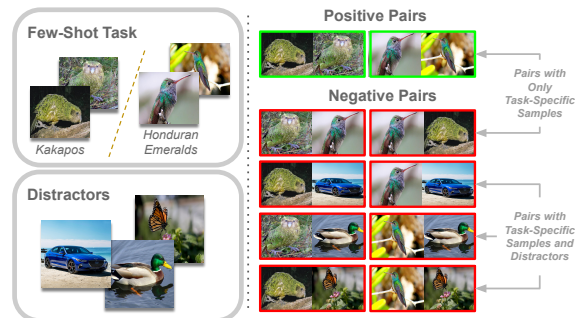 Few-Shot Task
Kakapos
Honduran
Emeralds
Distractors
Positive Pairs
Negative Pairs
Pairs with
Only
Task-Specific
Samples
Pairs with
Task-Specific
Samples and
Distractors